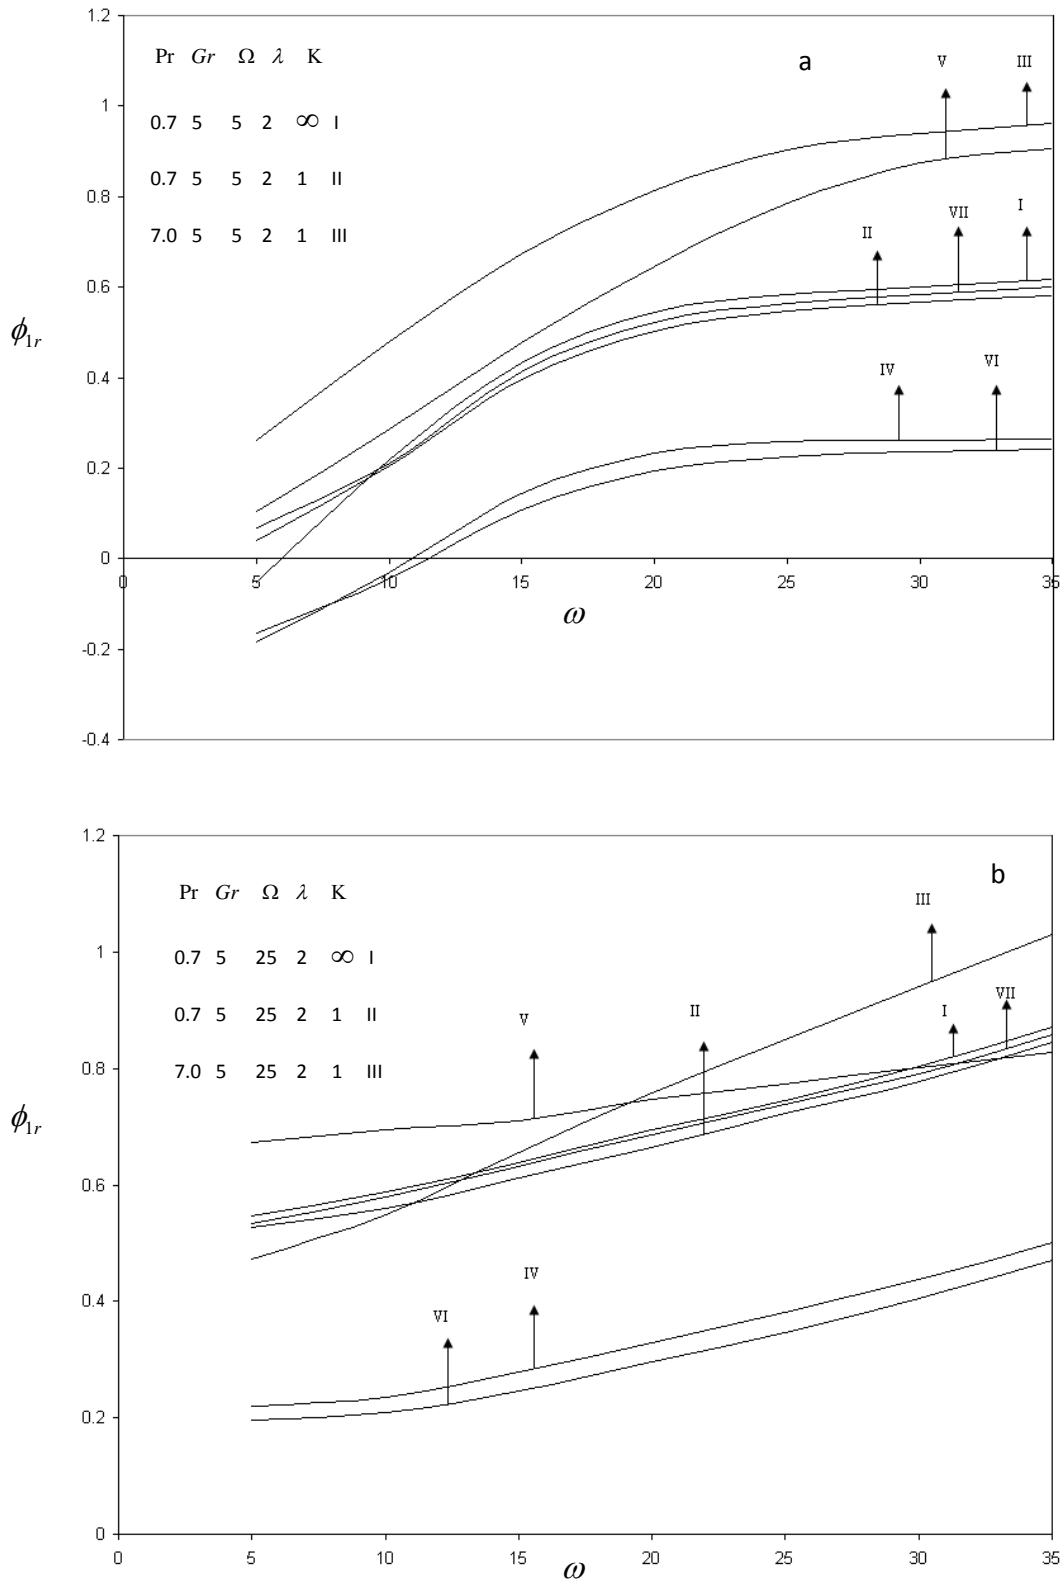 1.2
Pr Gr Ω λ K
a
V
III
1
0.7 5 5 2 ∞ I
0.7 5 5 2 1 II
0.8
7.0 5 5 2 1 III
II
VII
I
0.6
ϕ1r
0.4
IV
VI
0.2
0
0 5 10 15 20 25 30 35
ω
-0.2
-0.4
1.2
Pr Gr Ω λ K
b
III
1
0.7 5 25 2 ∞ I
0.7 5 25 2 1 II
V
II
I
VII
0.8
7.0 5 25 2 1 III
ϕ1r
0.6
0.4
VI
IV
0.2
0
0 5 10 15 20 25 30 35
ω